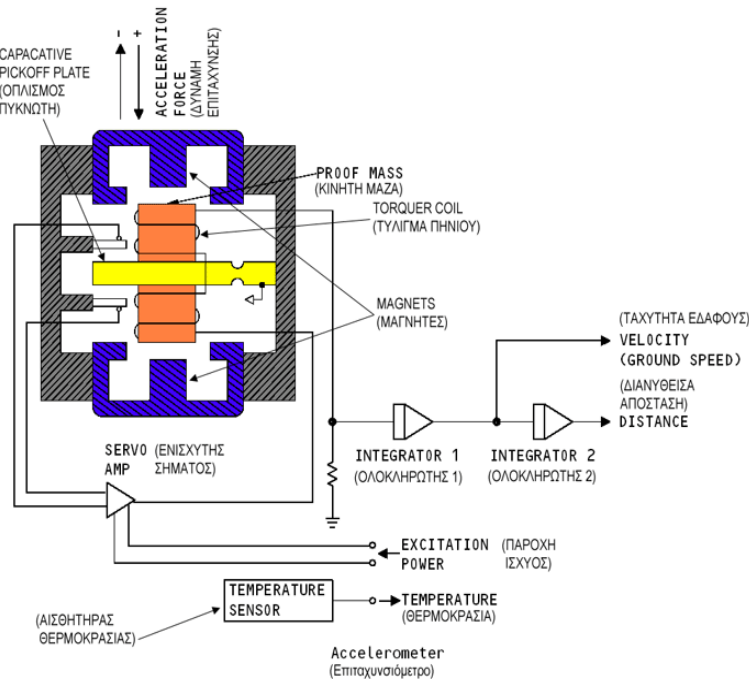 -
+
ACCELERATION
FORCE
(ΔΥΝΑΜΗ
ΕΠΙΤΑΧΥΝΣΗΣ)
CAPACATIVE
PICKOFF PLATE
(ΟΠΛΙΣΜΟΣ
ΠΥΚΝΩΤΗ)
PROOF MASS
(ΚΙΝΗΤΗ ΜΑΖΑ)
TORQUER COIL
(ΤΥΛΙΓΜΑ ΠΗΝΙΟΥ)
MAGNETS
(ΜΑΓΝΗΤΕΣ)
(ΤΑΧΥΤΗΤΑ ΕΔΑΦΟΥΣ)
VELOCITY
(GROUND SPEED)
(ΔΙΑΝΥΘΕΙΣΑ
ΑΠΟΣΤΑΣΗ)
DISTANCE
INTEGRATOR 1
(ΟΛΟΚΛΗΡΩΤΗΣ 1)
INTEGRATOR 2
(ΟΛΟΚΛΗΡΩΤΗΣ 2)
SERVO (ΕΝΙΣΧΥΤΗΣ
AMP ΣΗΜΑΤΟΣ)
EXCITATION (ΠΑΡΟΧΗ
POWER ΙΣΧΥΟΣ)
TEMPERATURE
SENSOR
TEMPERATURE
(ΘΕΡΜΟΚΡΑΣΙΑ)
(ΑΙΣΘΗΤΗΡΑΣ
ΘΕΡΜΟΚΡΑΣΙΑΣ)
Accelerometer
(Επιταχυνσιόμετρο)